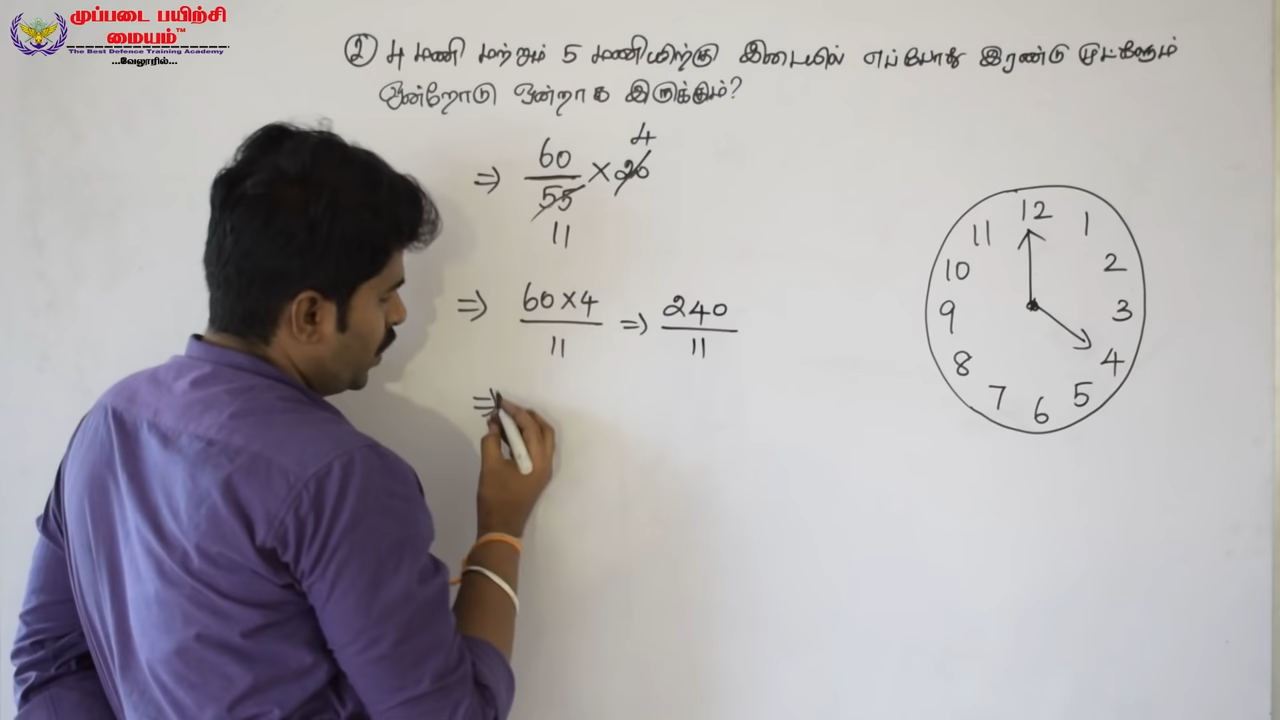 முப்படை பயிற்சி
மையம்™
The Best Defence Training Academy
...வேலூரில்...
② 4 மணி மற்றும் 5 மணியிற்கு இடையில் எப்போது இரண்டு முட்களும்
ஒன்றோடு ஒன்றாக இருக்கும்?
4
⇒ 60/55 × 20
11
⇒ 60×4/11 ⇒ 240/11
⇒
12
11 1
10 2
9 3
8 4
7 5
6